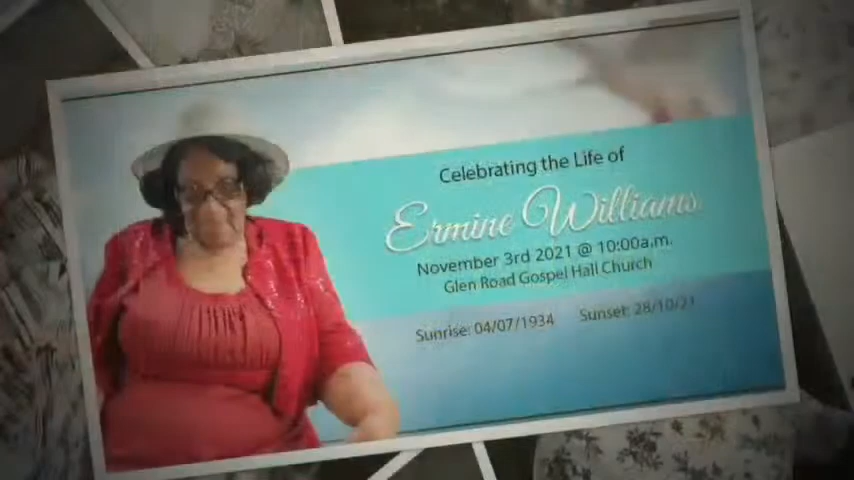 Celebrating the Life of
Ermine Williams
November 3rd 2021 @ 10:00a.m.
Glen Road Gospel Hall Church
Sunrise: 04/07/1934 Sunset: 28/10/21